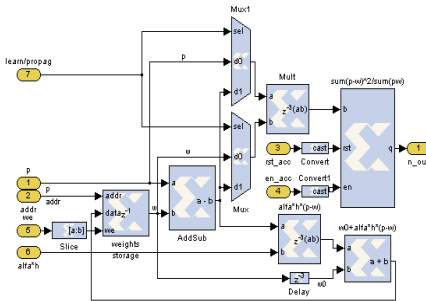 Mux1
learn/propag
7
sel
p
d0
d1
Mult
a
b
z⁻³(ab)
sum(p-w)^2/sum(pw)
b
rst
en
q
1
n_out
3
rst_acc
cast
Convert
4
en_acc
cast
Convert1
sel
w
d0
d1
Mux
p
1
2
addr
addr
we
5
[a:b]
Slice
6
alfa*h
addr
data z⁻¹
we
weights
storage
w
a
b
a - b
AddSub
alfa*h*(p-w)
a
b
z⁻³(ab)
w0+alfa*h*(p-w)
a
b
a + b
z⁻³
Delay
w0